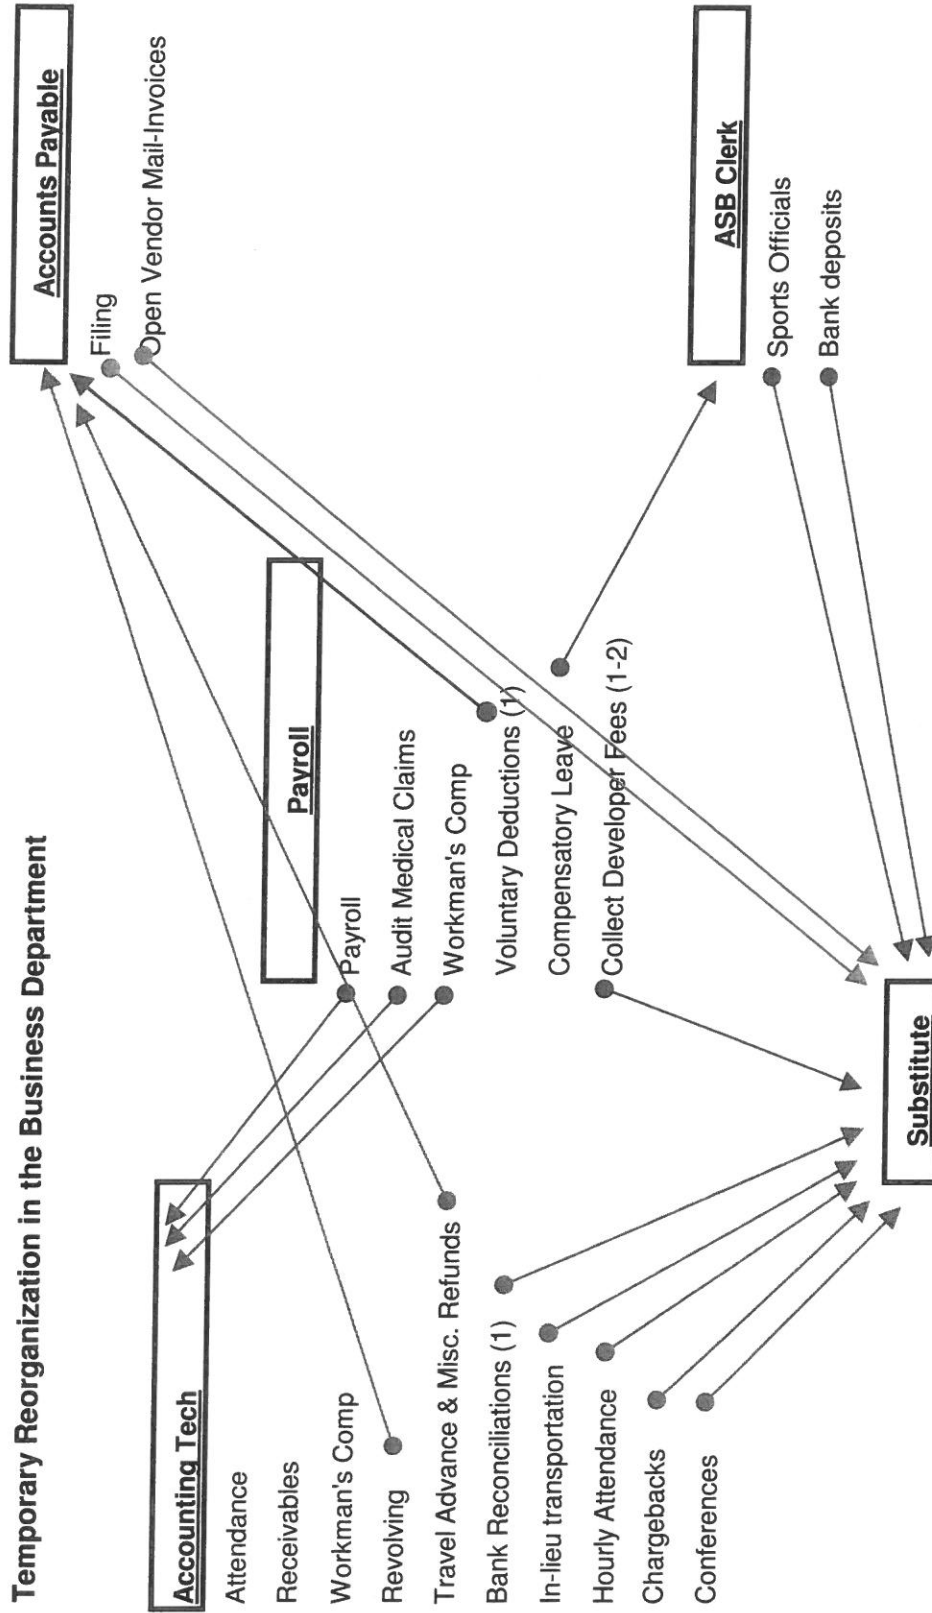 Temporary Reorganization in the Business Department
Accounting Tech
Attendance
Receivables
Workman's Comp
Revolving
Travel Advance & Misc. Refunds
Bank Reconciliations (1)
In-lieu transportation
Hourly Attendance
Chargebacks
Conferences
Payroll
Payroll
Audit Medical Claims
Workman's Comp
Voluntary Deductions (1)
Compensatory Leave
Collect Developer Fees (1-2)
Accounts Payable
Filing
Open Vendor Mail-Invoices
ASB Clerk
Sports Officials
Bank deposits
Substitute